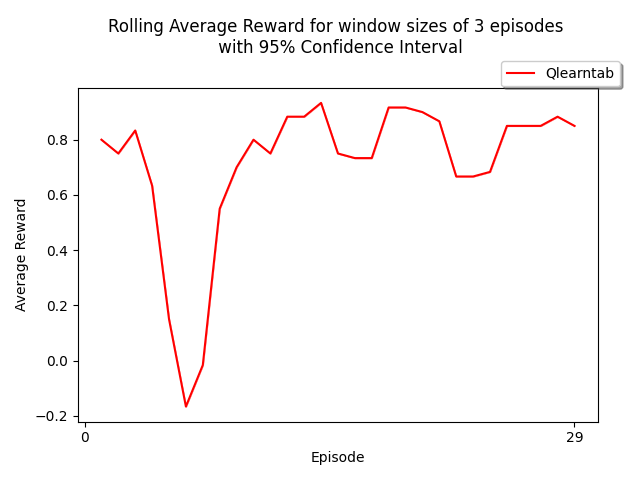 Rolling Average Reward for window sizes of 3 episodes
with 95% Confidence Interval
Qlearntab
Average Reward
0.8
0.6
0.4
0.2
0.0
−0.2
0
29
Episode